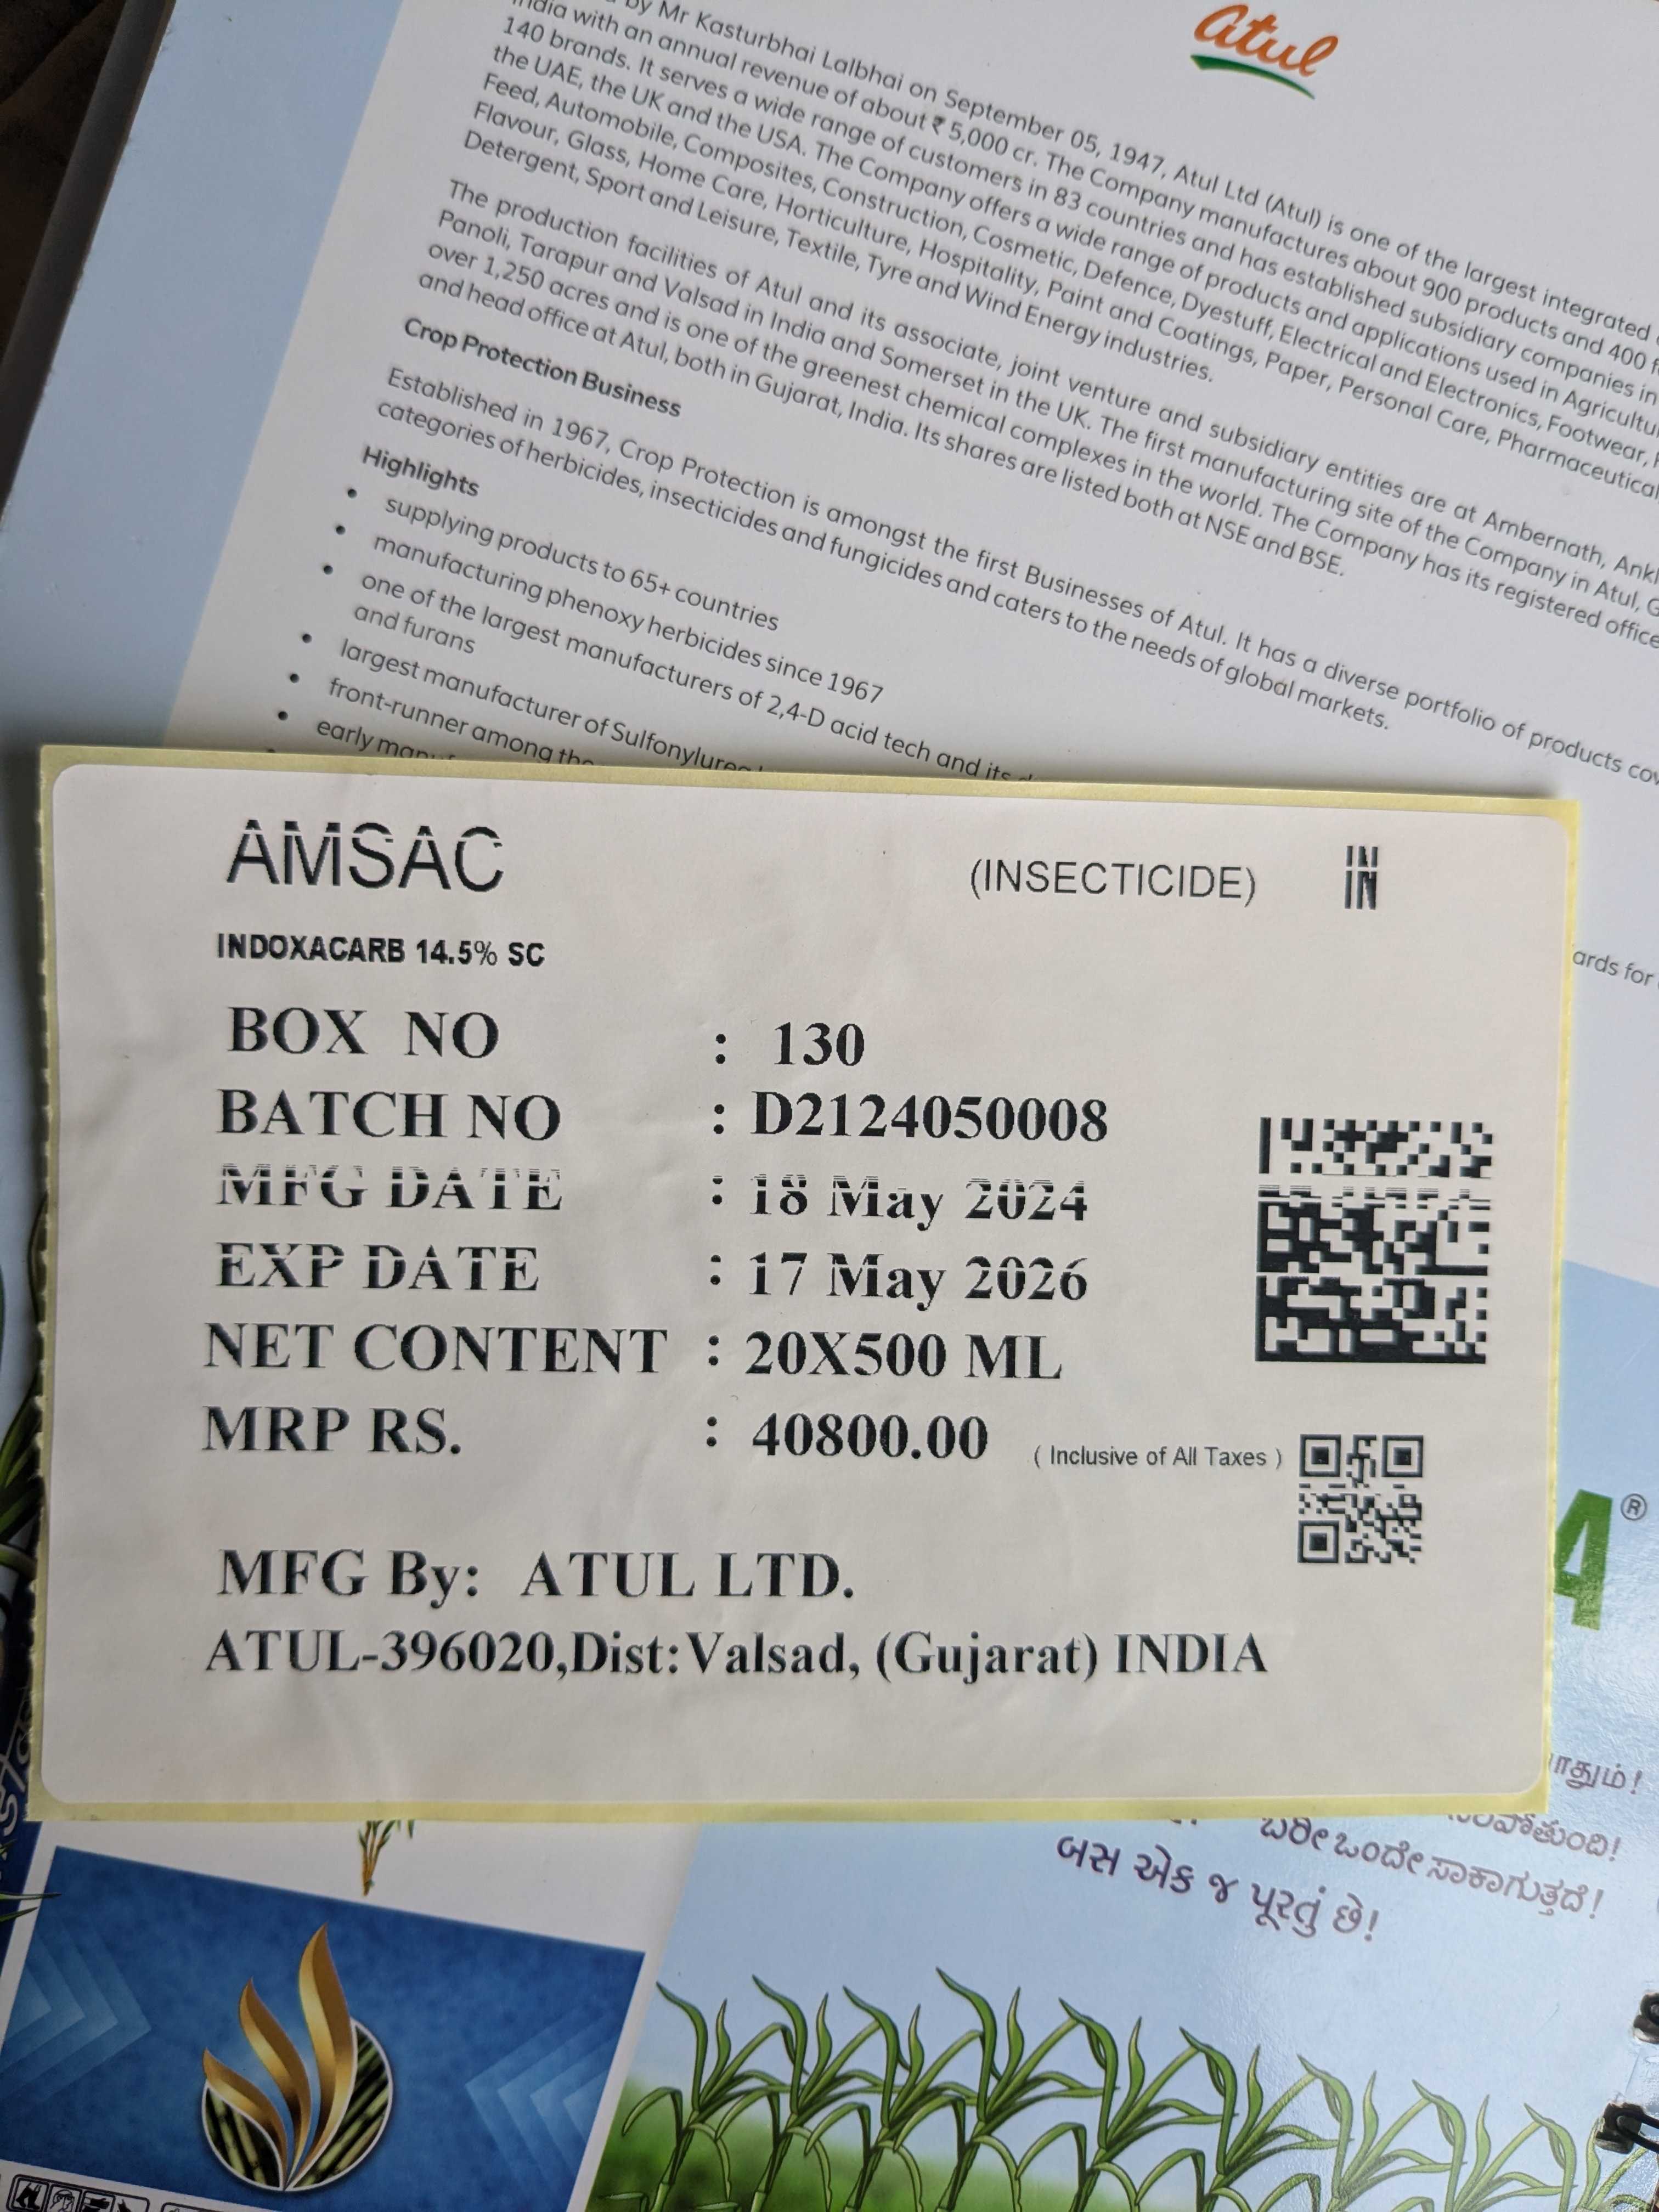 atul
by Mr Kasturbhai Lalbhai on September 05, 1947, Atul Ltd (Atul) is one of the largest integrated
India with an annual revenue of about ₹ 5,000 cr. The Company manufactures about 900 products and 400
140 brands. It serves a wide range of customers in 83 countries and has established subsidiary companies in
the UAE, the UK and the USA. The Company offers a wide range of products and applications used in
Feed, Automobile, Composites, Construction, Cosmetic, Defence, Dyestuff, Electrical and Electronics, Footwear,
Flavour, Glass, Home Care, Horticulture, Hospitality, Paint and Coatings, Paper, Personal Care,
Detergent, Sport and Leisure, Textile, Tyre and Wind Energy industries.
The production facilities of Atul and its associate, joint venture and subsidiary entities are at Ambernath,
Panoli, Tarapur and Valsad in India and Somerset in the UK. The first manufacturing site of the Company in Atul,
over 1,250 acres and is one of the greenest chemical complexes in the world. The Company has its registered office
and head office at Atul, both in Gujarat, India. Its shares are listed both at NSE and BSE.
Crop Protection Business
Established in 1967, Crop Protection is amongst the first Businesses of Atul. It has a diverse portfolio of products
categories of herbicides, insecticides and fungicides and caters to the needs of global markets.
Highlights
• supplying products to 65+ countries
• manufacturing phenoxy herbicides since 1967
• one of the largest manufacturers of 2,4-D acid tech and its
and furans
• largest manufacturer of Sulfonylurea
• front-runner among the
• early
ards for
AMSAC (INSECTICIDE) IN
IN
INDOXACARB 14.5% SC
BOX NO : 130
BATCH NO : D2124050008
MFG DATE : 18 May 2024
EXP DATE : 17 May 2026
NET CONTENT : 20X500 ML
MRP RS. : 40800.00 ( Inclusive of All Taxes )
MFG By: ATUL LTD.
ATUL-396020,Dist:Valsad, (Gujarat) INDIA
A®
ಬರೀ ಒಂದೇ ಸಾಕಾಗುತ್ತದೆ!
બસ એક જ પૂરતું છે!